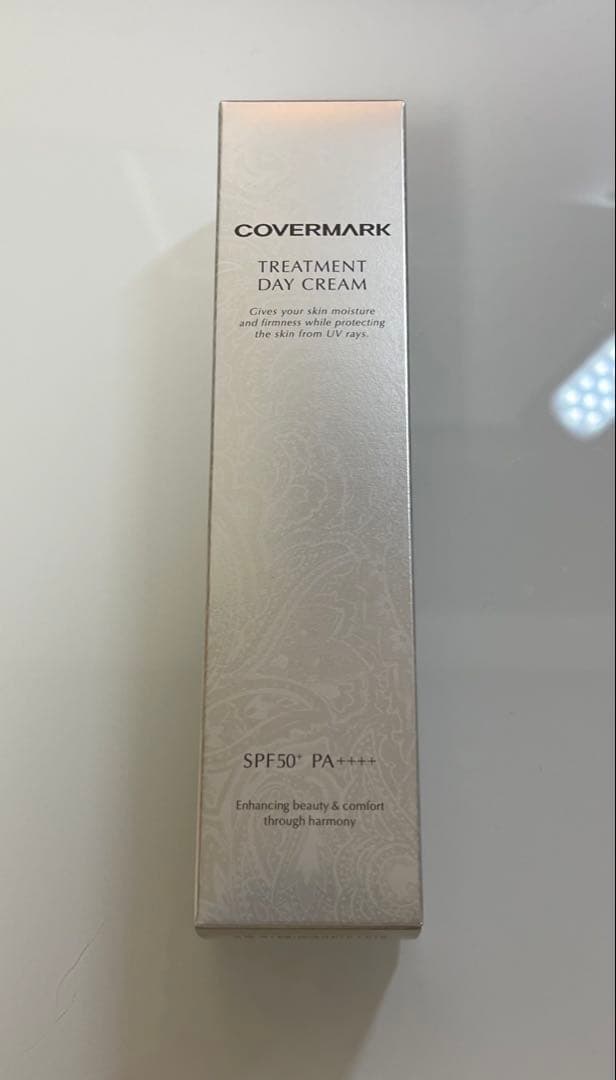 COVERMARK
TREATMENT
DAY CREAM
Gives your skin moisture
and firmness while protecting
the skin from UV rays.
SPF50⁺ PA++++
Enhancing beauty & comfort
through harmony